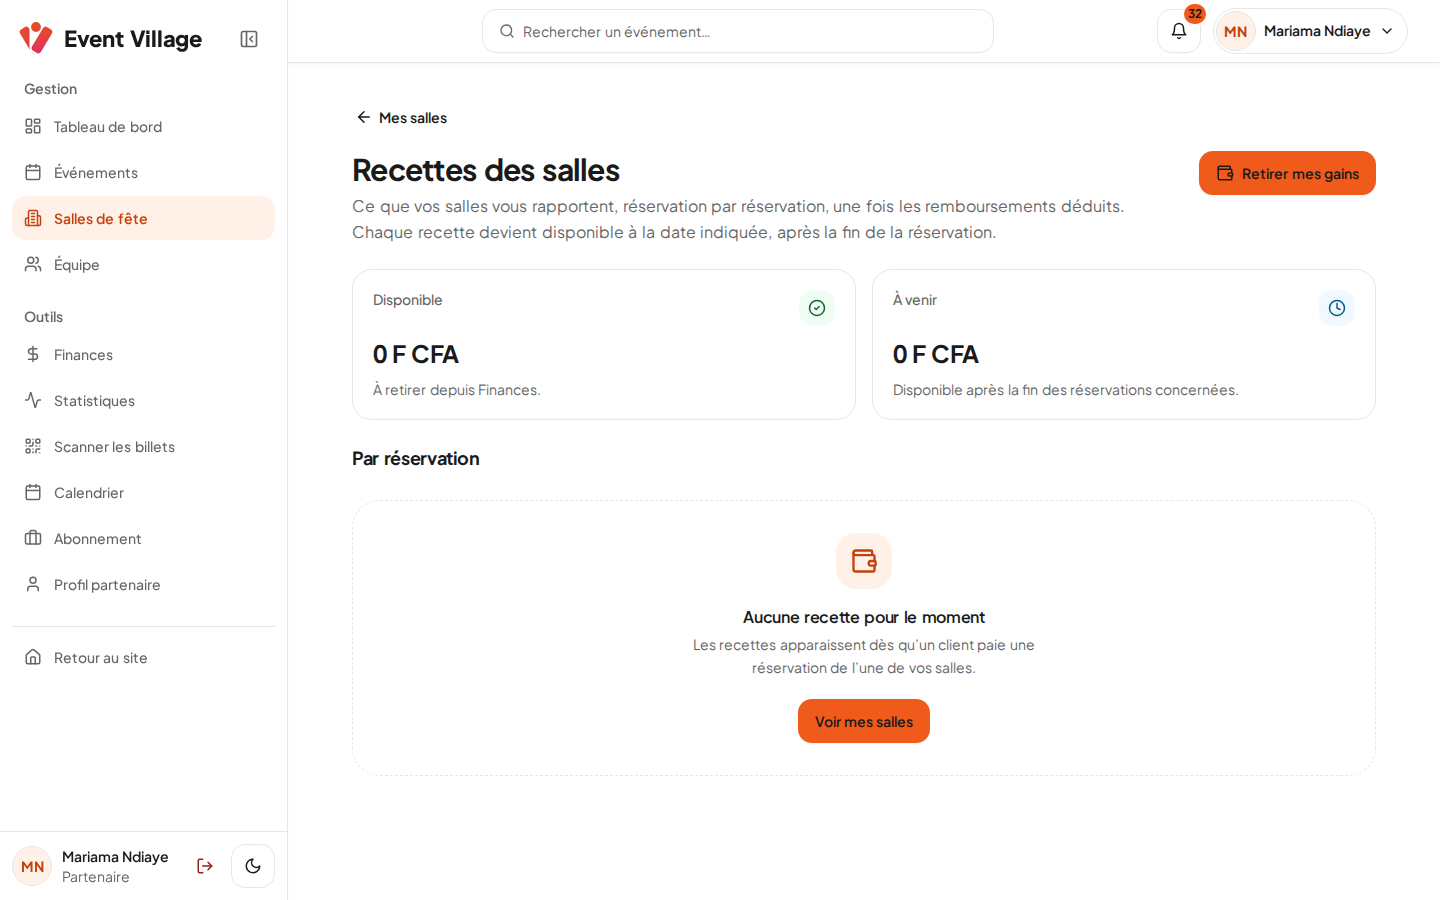 Event Village
Rechercher un événement…
32
MN
Mariama Ndiaye
Gestion
Tableau de bord
Événements
Salles de fête
Équipe
Outils
Finances
Statistiques
Scanner les billets
Calendrier
Abonnement
Profil partenaire
Retour au site
MN
Mariama Ndiaye
Partenaire
Mes salles
Recettes des salles
Retirer mes gains
Ce que vos salles vous rapportent, réservation par réservation, une fois les remboursements déduits.
Chaque recette devient disponible à la date indiquée, après la fin de la réservation.
Disponible
0 F CFA
À retirer depuis Finances.
À venir
0 F CFA
Disponible après la fin des réservations concernées.
Par réservation
Aucune recette pour le moment
Les recettes apparaissent dès qu’un client paie une
réservation de l’une de vos salles.
Voir mes salles